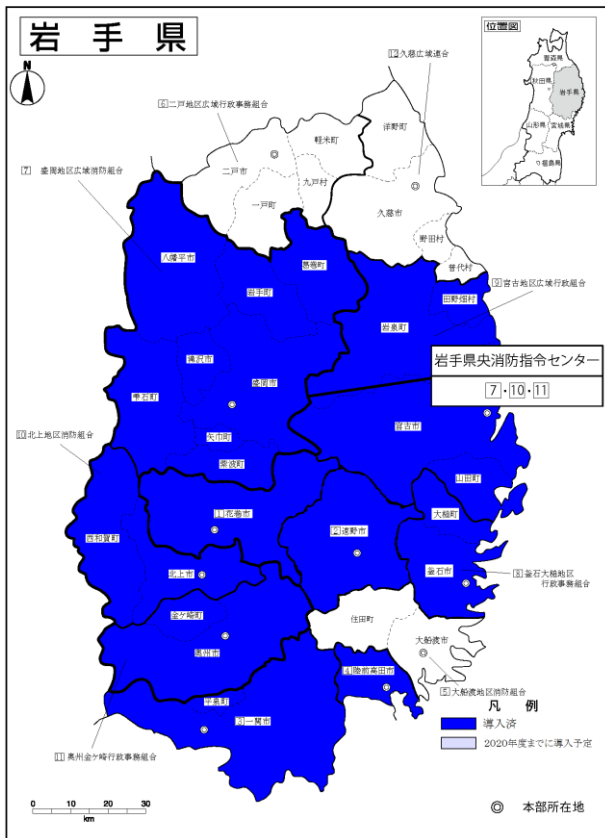 岩手県
位置図
青森県
秋田県
岩手県
山形県
宮城県
福島県
N
12久慈広域連合
6二戸地区広域行政事務組合
洋野町
軽米町
7 盛岡地区広域消防組合
二戸市
九戸村
一戸町
久慈市
野田村
普代村
八幡平市
葛巻町
岩手町
9宮古地区広域行政組合
田野畑村
岩泉町
岩手県央消防指令センター
7・10・11
滝沢市
盛岡市
雫石町
宮古市
矢巾町
紫波町
10北上地区消防組合
山田町
大槌町
1花巻市
2遠野市
西和賀町
釜石市
8釜石大槌地区
行政事務組合
北上市
金ケ崎町
住田町
奥州市
大船渡市
4陸前高田市
5大船渡地区消防組合
平泉町
3一関市
凡例
導入済
2020年度までに導入予定
11奥州金ケ崎行政事務組合
0 10 20 30
km
◎ 本部所在地